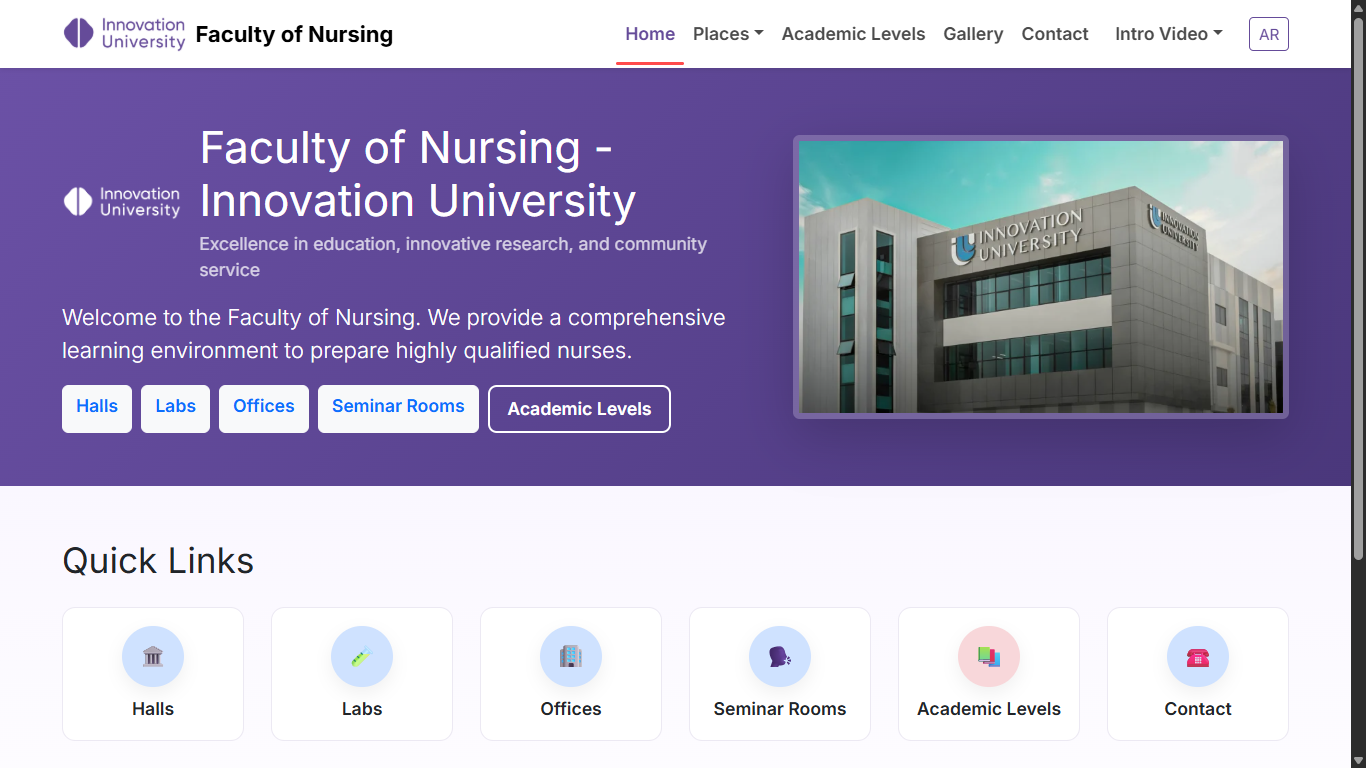 Innovation
University
Faculty of Nursing
Home
Places
Academic Levels
Gallery
Contact
Intro Video
AR
Innovation
University
Faculty of Nursing -
Innovation University
Excellence in education, innovative research, and community
service
Welcome to the Faculty of Nursing. We provide a comprehensive
learning environment to prepare highly qualified nurses.
Halls
Labs
Offices
Seminar Rooms
Academic Levels
INNOVATION
UNIVERSITY
INNOVATION
UNIVERSITY
Quick Links
Halls
Labs
Offices
Seminar Rooms
Academic Levels
Contact